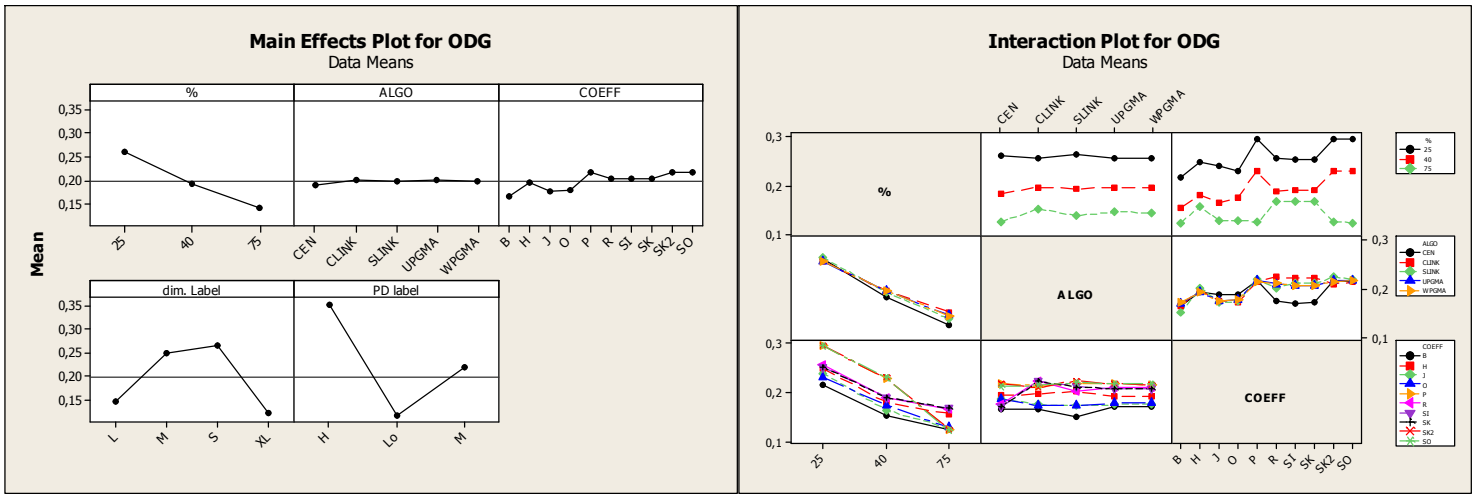 Main Effects Plot for ODG
Data Means
Mean
% ALGO COEFF
0,35
0,30
0,25
0,20
0,15
25 40 75 CEN CLINK SLINK UPGMA WPGMA B H J O P R S1 SK SK2 SO
dim. Label PD label
0,35
0,30
0,25
0,20
0,15
L M S XL H Lo M
Interaction Plot for ODG
Data Means
CEN CLINK SLINK UPGMA WPGMA
0,3
0,2
0,1
%
%
25
40
75
ALGO
0,3
0,2
0,1
ALGO
CEN
CLINK
SLINK
UPGMA
WPGMA
0,3
0,2
0,1
COEFF
COEFF
B
H
J
O
P
R
S1
SK
SK2
SO
25 40 75 B H J O P R S1 SK SK2 SO